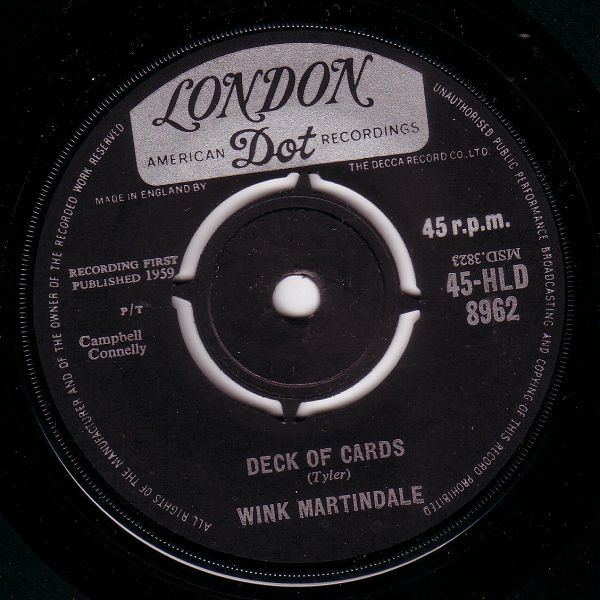 LONDON
AMERICAN Dot RECORDINGS
MADE IN ENGLAND BY
THE DECCA RECORD CO., LTD.
45 r.p.m.
MSD.3823
45-HLD
8962
RECORDING FIRST
PUBLISHED 1959
P/T
Campbell
Connelly
DECK OF CARDS
(Tyler)
WINK MARTINDALE
ALL RIGHTS OF THE MANUFACTURER AND OF THE OWNER OF THE RECORDED WORK RESERVED
UNAUTHORISED PUBLIC PERFORMANCE BROADCASTING AND COPYING OF THIS RECORD PROHIBITED